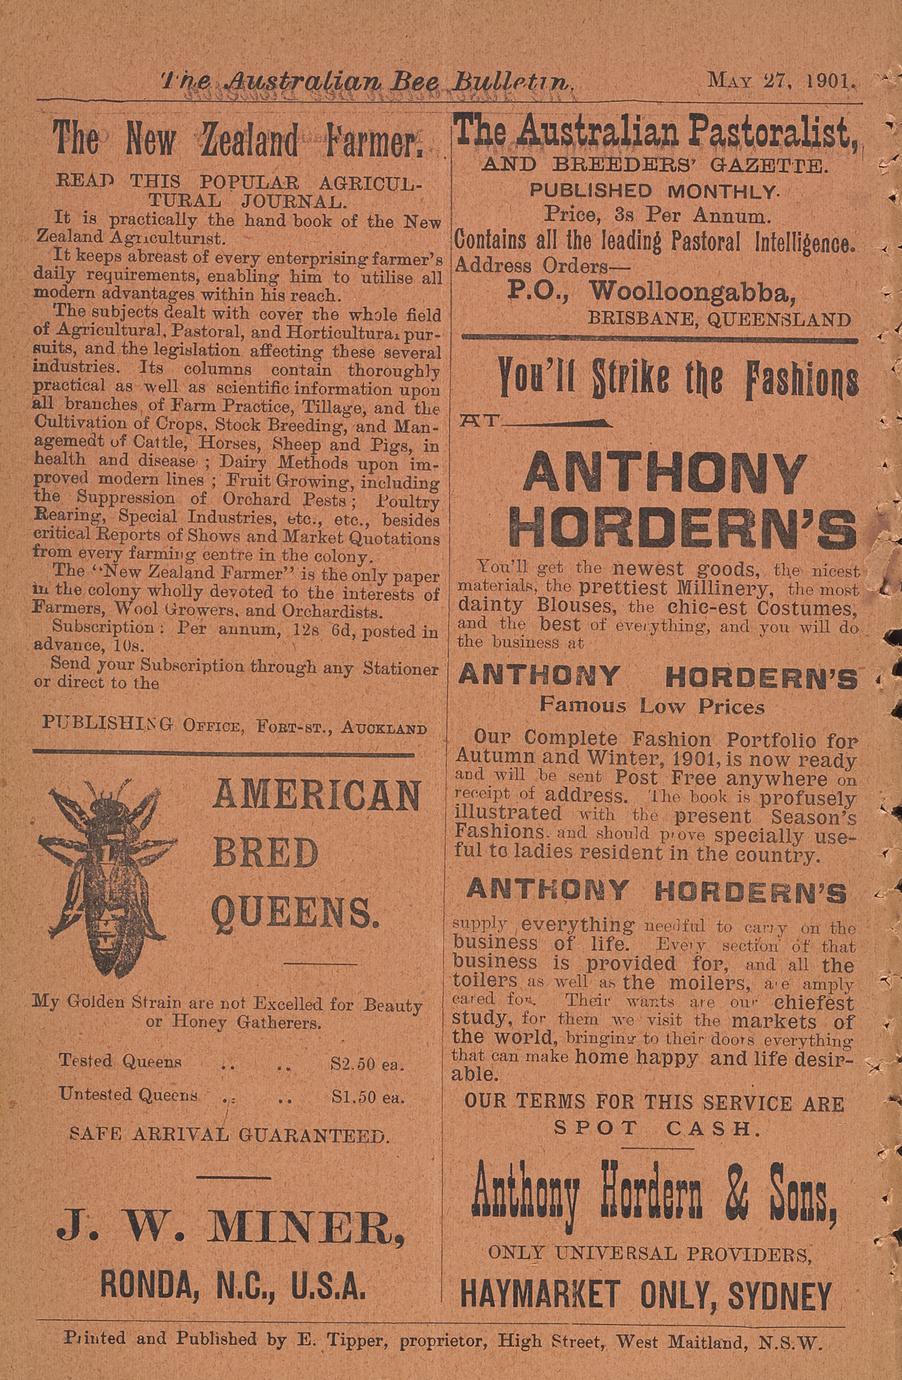 The Australian Bee Bulletin. MAY 27, 1901.
The New Zealand Farmer.
READ THIS POPULAR AGRICUL-
TURAL JOURNAL.
It is practically the hand book of the New
Zealand Agriculturist.
It keeps abreast of every enterprising farmer's
daily requirements, enabling him to utilise all
modern advantages within his reach.
The subjects dealt with cover the whole field
of Agricultural, Pastoral, and Horticultural pur-
suits, and the legislation affecting these several
industries. Its columns contain thoroughly
practical as well as scientific information upon
all branches of Farm Practice, Tillage, and the
Cultivation of Crops, Stock Breeding, and Man-
agemedt of Cattle, Horses, Sheep and Pigs, in
health and disease ; Dairy Methods upon im-
proved modern lines ; Fruit Growing, including
the Suppression of Orchard Pests ; Poultry
Rearing, Special Industries, etc., etc., besides
critical Reports of Shows and Market Quotations
from every farming centre in the colony.
The "New Zealand Farmer" is the only paper
in the colony wholly devoted to the interests of
Farmers, Wool Growers, and Orchardists.
Subscription : Per annum, 12s 6d, posted in
advance, 10s.
Send your Subscription through any Stationer
or direct to the
PUBLISHING OFFICE, FORT-ST., AUCKLAND
AMERICAN
BRED
QUEENS.
My Golden Strain are not Excelled for Beauty
or Honey Gatherers.
Tested Queens .. .. $2.50 ea.
Untested Queens .. .. $1.50 ea.
SAFE ARRIVAL GUARANTEED.
J. W. MINER,
RONDA, N.C., U.S.A.
The Australian Pastoralist,
AND BREEDERS' GAZETTE.
PUBLISHED MONTHLY.
Price, 3s Per Annum.
Contains all the leading Pastoral Intelligence.
Address Orders—
P.O., Woolloongabba,
BRISBANE, QUEENSLAND
You'll Strike the Fashions
AT
ANTHONY
HORDERN'S
You'll get the newest goods, the nicest
materials, the prettiest Millinery, the most
dainty Blouses, the chic-est Costumes,
and the best of everything, and you will do
the business at
ANTHONY HORDERN'S
Famous Low Prices
Our Complete Fashion Portfolio for
Autumn and Winter, 1901, is now ready
and will be sent Post Free anywhere on
receipt of address. The book is profusely
illustrated with the present Season's
Fashions. and should prove specially use-
ful to ladies resident in the country.
ANTHONY HORDERN'S
supply everything needful to carry on the
business of life. Every section of that
business is provided for, and all the
toilers as well as the moilers, are amply
cared for. Their wants are our chiefest
study, for them we visit the markets of
the world, bringing to their doors everything
that can make home happy and life desir-
able.
OUR TERMS FOR THIS SERVICE ARE
SPOT CASH.
Anthony Hordern & Sons,
ONLY UNIVERSAL PROVIDERS,
HAYMARKET ONLY, SYDNEY
Printed and Published by E. Tipper, proprietor, High Street, West Maitland, N.S.W.